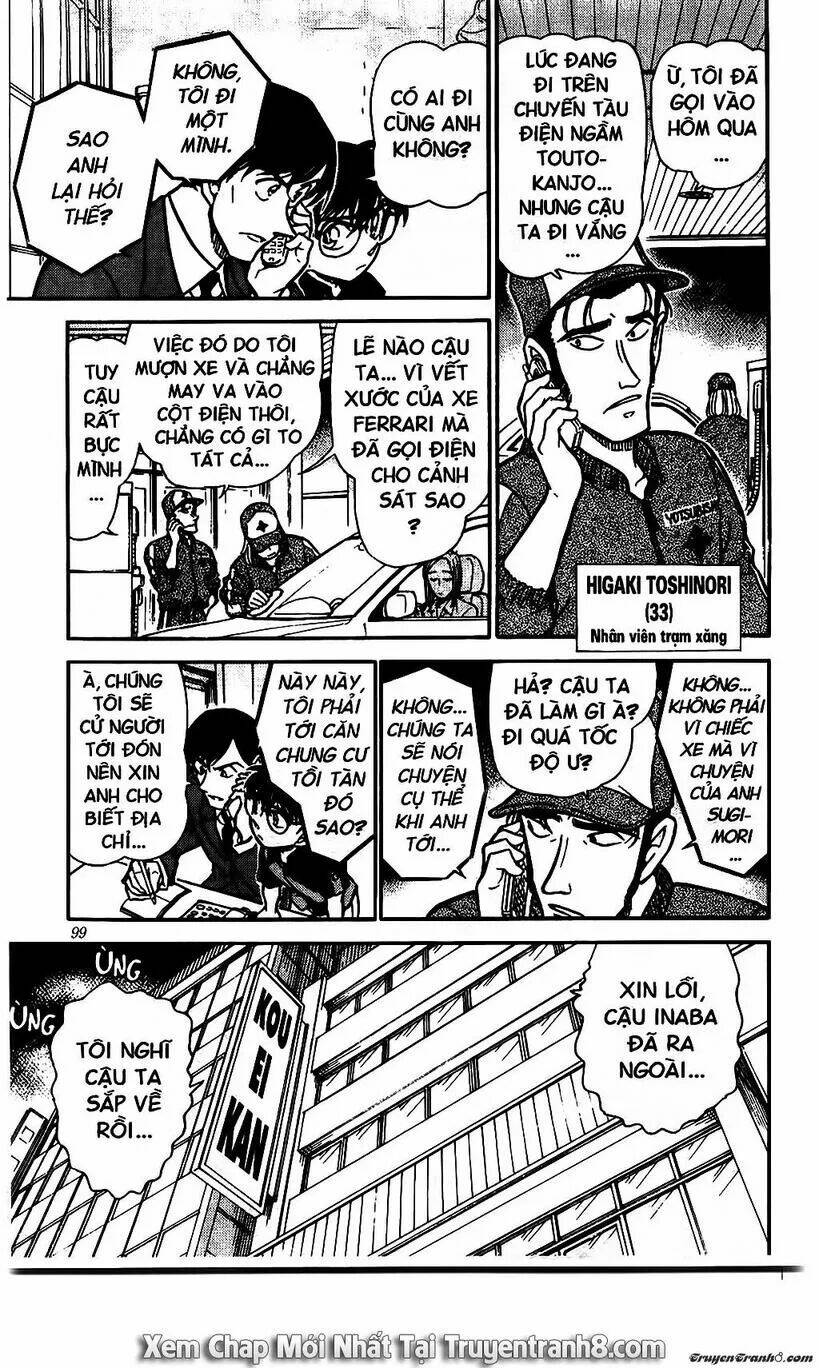 Ừ, TÔI ĐÃ
GỌI VÀO
HÔM QUA
...
LÚC ĐANG
ĐI TRÊN
CHUYẾN TÀU
ĐIỆN NGẦM
TOUTO-
KANJO...
NHƯNG CẬU
TA ĐI VẮNG
...
CÓ AI ĐI
CÙNG ANH
KHÔNG?
KHÔNG,
TÔI ĐI
MỘT
MÌNH.
SAO
ANH
LẠI HỎI
THẾ?
YOTSUBISHI
HIGAKI TOSHINORI
(33)
Nhân viên trạm xăng
LẼ NÀO CẬU
TA... VÌ VẾT
XƯỚC CỦA XE
FERRARI MÀ
ĐÃ GỌI ĐIỆN
CHO CẢNH
SÁT SAO
?
VIỆC ĐÓ DO TÔI
MƯỢN XE VÀ CHẲNG
MAY VA VÀO
CỘT ĐIỆN THÔI,
CHẲNG CÓ GÌ TO
TÁT CẢ...
TUY
CẬU
RẤT
BỰC
MÌNH
...
KHÔNG...
KHÔNG PHẢI
VÌ CHIẾC
XE MÀ VÌ
CHUYỆN
CỦA ANH
SUGI-
MORI
...
HẢ? CẬU TA
ĐÃ LÀM GÌ À?
ĐI QUÁ TỐC
ĐỘ Ư?
KHÔNG...
CHÚNG TA
SẼ NÓI
CHUYỆN
CỤ THỂ
KHI ANH
TỚI...
NÀY NÀY,
TÔI PHẢI
TỚI CĂN
CHUNG CƯ
TỒI TÀN
ĐÓ
SAO?
À, CHÚNG
TÔI SẼ
CỬ NGƯỜI
TỚI ĐÓN
NÊN XIN
ANH CHO
BIẾT ĐỊA
CHỈ...
99
XIN LỖI,
CẬU INABA
ĐÃ RA
NGOÀI...
KOU
EI
KAN
ÙNG
ÙNG
TÔI NGHĨ
CẬU TA
SẮP VỀ
RỒI...
Xem Chap Mới Nhất Tại Truyentranh8.com
TruyenTranh8.com